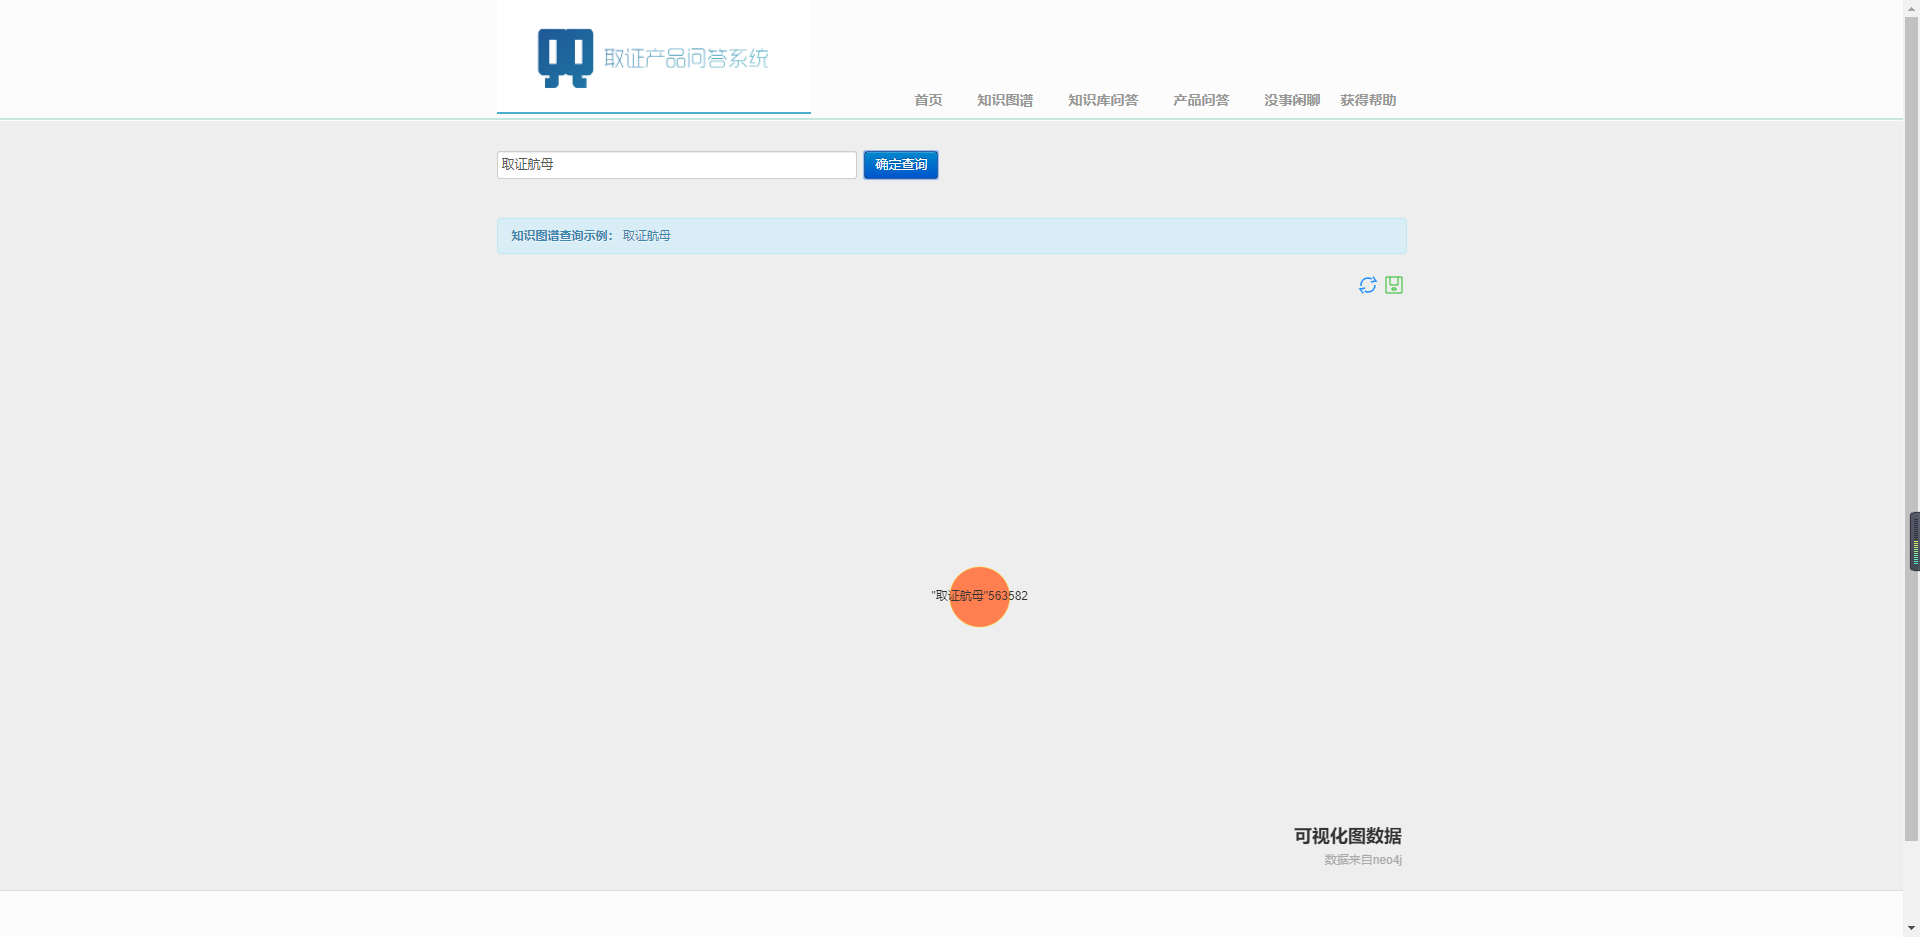 取证产品问答系统
首页 知识图谱 知识库问答 产品问答 没事闲聊 获得帮助
取证航母 确定查询
知识图谱查询示例： 取证航母
"取证航母"563582
可视化图数据
数据来自neo4j